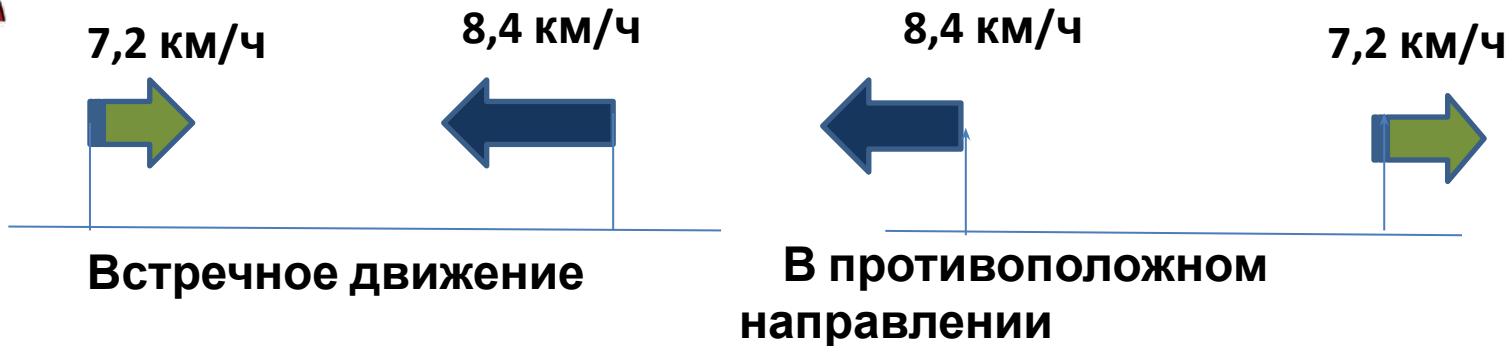 7,2 км/ч
8,4 км/ч
Встречное движение
8,4 км/ч
7,2 км/ч
В противоположном
направлении